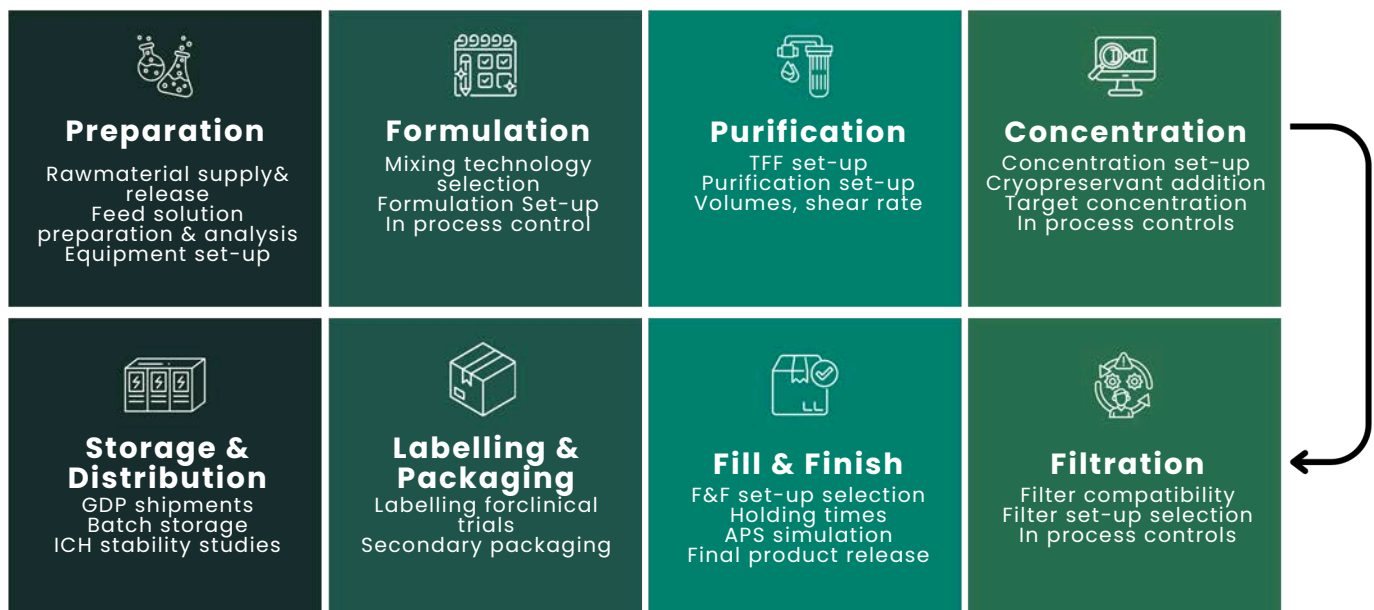 Preparation
Rawmaterial supply&
release
Feed solution
preparation & analysis
Equipment set-up
Formulation
Mixing technology
selection
Formulation Set-up
In process control
Purification
TFF set-up
Purification set-up
Volumes, shear rate
Concentration
Concentration set-up
Cryopreservant addition
Target concentration
In process controls
Storage &
Distribution
GDP shipments
Batch storage
ICH stability studies
Labelling &
Packaging
Labelling forclinical
trials
Secondary packaging
Fill & Finish
F&F set-up selection
Holding times
APS simulation
Final product release
Filtration
Filter compatibility
Filter set-up selection
In process controls